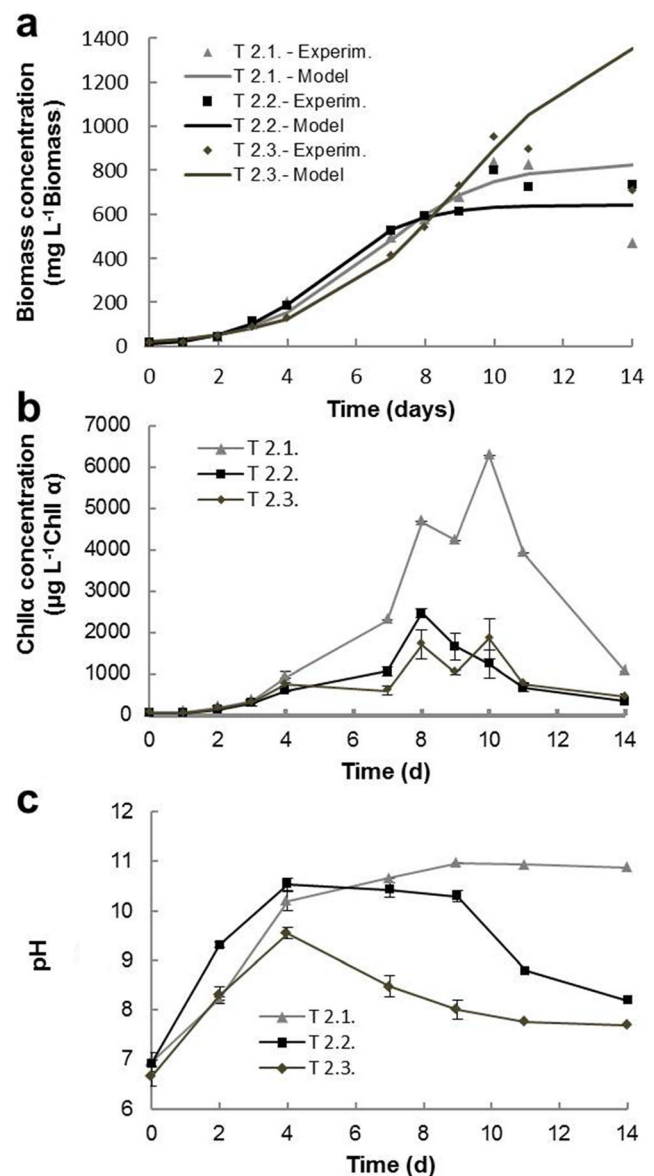 a
Biomass concentration
(mg L⁻¹Biomass)
1400
1200
1000
800
600
400
200
0
T 2.1. - Experim.
T 2.1. - Model
T 2.2.- Experim.
T 2.2.- Model
T 2.3.- Experim.
T 2.3.- Model
0 2 4 6 8 10 12 14
Time (days)
b
Chllα concentration
(µg L⁻¹Chll α)
7000
6000
5000
4000
3000
2000
1000
0
T 2.1.
T 2.2.
T 2.3.
0 2 4 6 8 10 12 14
Time (d)
c
pH
12
11
10
9
8
7
6
T 2.1.
T 2.2.
T 2.3.
0 2 4 6 8 10 12 14
Time (d)